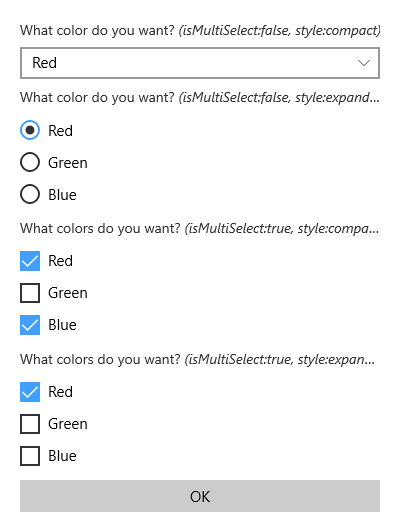 What color do you want? (isMultiSelect:false, style:compact)
Red
What color do you want? (isMultiSelect:false, style:expand...
Red
Green
Blue
What colors do you want? (isMultiSelect:true, style:compa...
Red
Green
Blue
What colors do you want? (isMultiSelect:true, style:expan...
Red
Green
Blue
OK